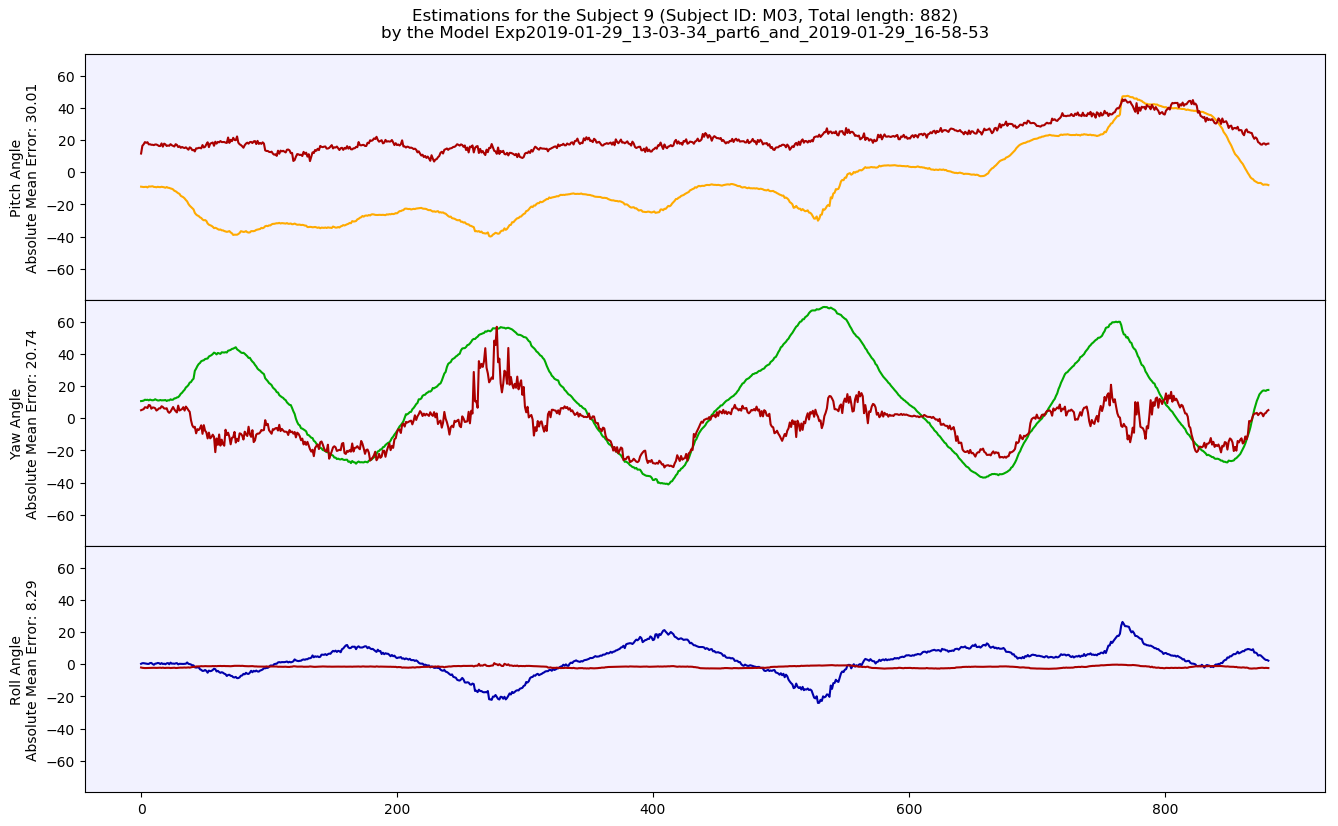 Estimations for the Subject 9 (Subject ID: M03, Total length: 882)
by the Model Exp2019-01-29_13-03-34_part6_and_2019-01-29_16-58-53
Pitch Angle
Absolute Mean Error: 30.01
60
40
20
0
−20
−40
−60
Yaw Angle
Absolute Mean Error: 20.74
60
40
20
0
−20
−40
−60
Roll Angle
Absolute Mean Error: 8.29
60
40
20
0
−20
−40
−60
0 200 400 600 800